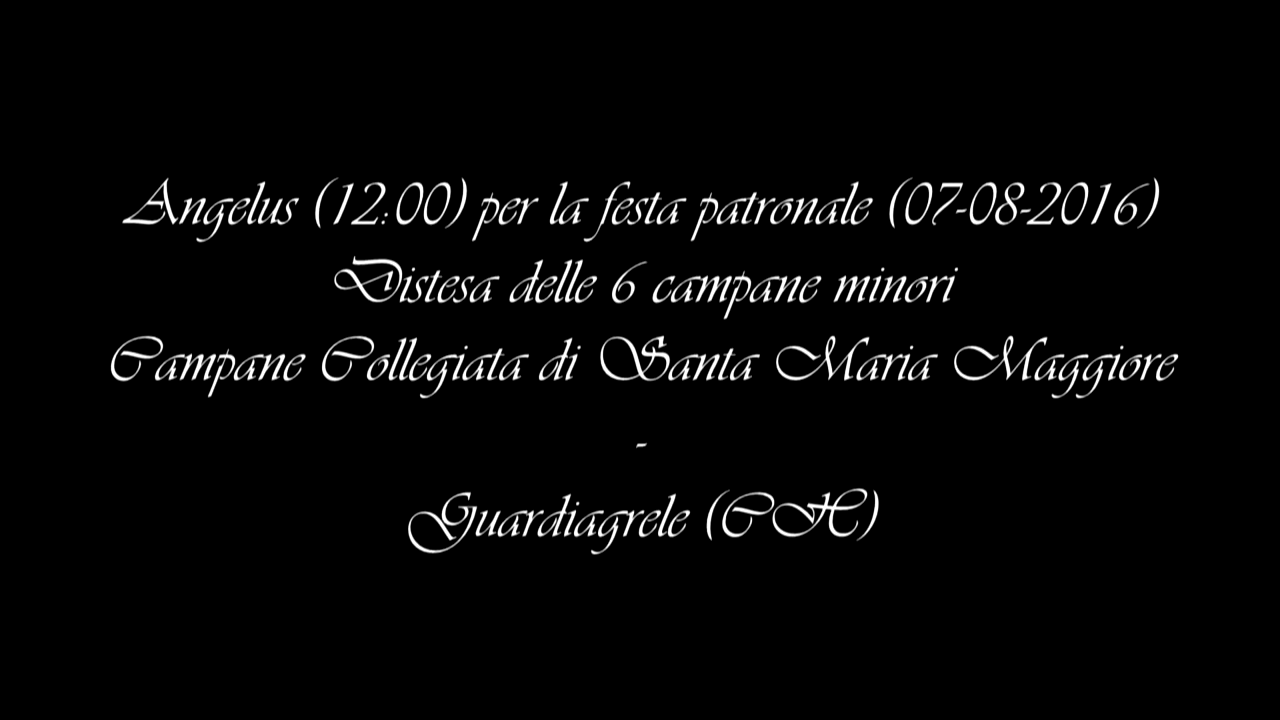 Angelus (12:00) per la festa patronale (07-08-2016)
Distesa delle 6 campane minori
Campane Collegiata di Santa Maria Maggiore
-
Guardiagrele (CH)